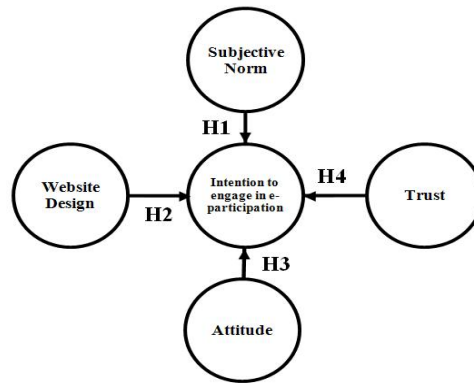 Subjective
Norm
H1
Website
Design
H2
Intention to
engage in e-
participation
H4
Trust
H3
Attitude